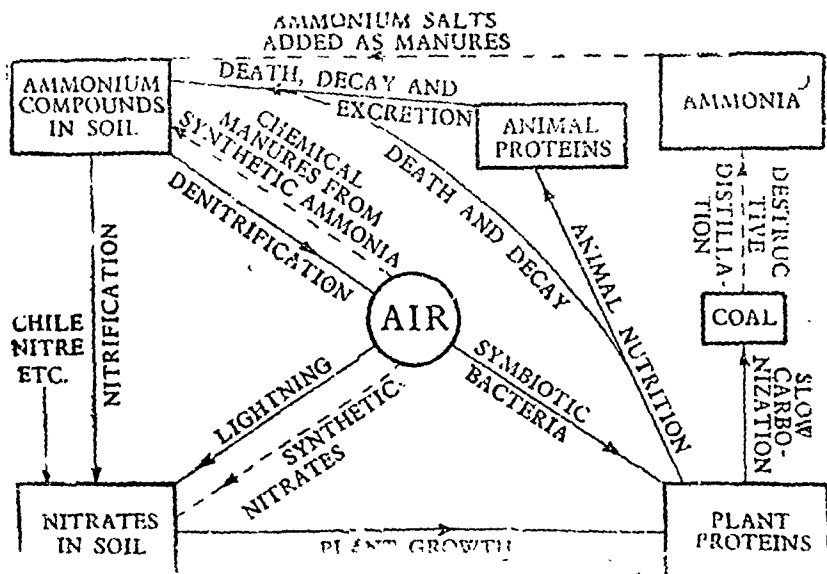 AMMONIUM SALTS
ADDED AS MANURES
AMMONIUM
COMPOUNDS
IN SOIL
DEATH, DECAY AND
EXCRETION
ANIMAL
PROTEINS
AMMONIA
CHEMICAL
MANURES FROM
SYNTHETIC AMMONIA
DENITRIFICATION
DEATH AND DECAY
ANIMAL NUTRITION
DESTRUC
TIVE
DISTILLA-
TION
NITRIFICATION
CHILE
NITRE
ETC.
AIR
COAL
LIGHTNING
SYNTHETIC
NITRATES
SYMBIOTIC
BACTERIA
SLOW
CARBO-
NIZATION
NITRATES
IN SOIL
PLANT GROWTH
PLANT
PROTEINS